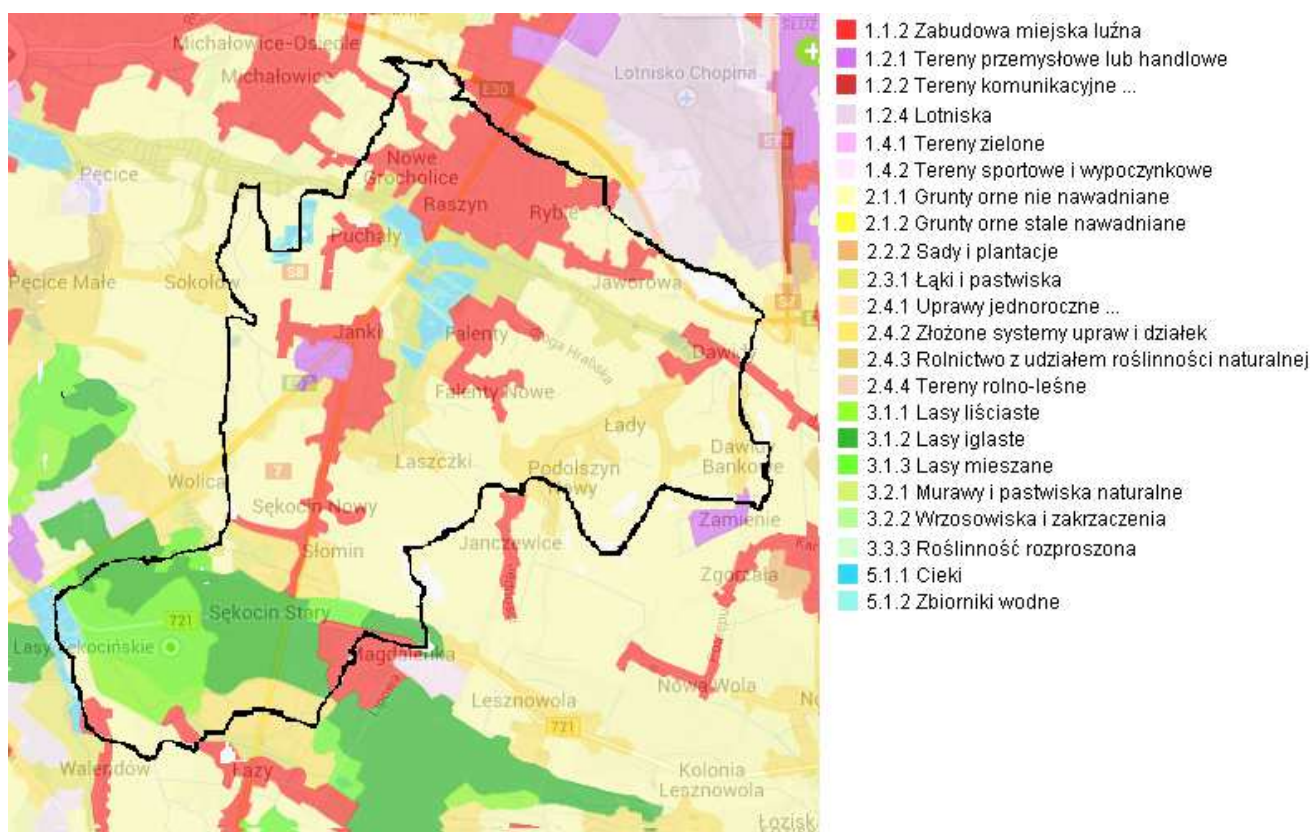 Michałowice-Osiedle
Michałowice
Lotnisko Chopina
E30
Pęcice
Nowe
Grocholice
Raszyn
Rybie
Puchały
S8
Pęcice Małe
Sokołów
Jaworowa
Janki
Falenty
Dawidy
Falenty Nowe
Łady
Laszczki
Dawidy
Bankowe
Podolszyn
Nowy
Wolica
7
Sękocin Nowy
Zamienie
Słomin
Janczewice
Zgorzała
Sękocin Stary
721
Lasy Sękocińskie
Magdalenka
Lesznowola
Nowa Wola
721
Walendów
Łazy
Kolonia
Lesznowola
1.1.2 Zabudowa miejska luźna
1.2.1 Tereny przemysłowe lub handlowe
1.2.2 Tereny komunikacyjne ...
1.2.4 Lotniska
1.4.1 Tereny zielone
1.4.2 Tereny sportowe i wypoczynkowe
2.1.1 Grunty orne nie nawadniane
2.1.2 Grunty orne stale nawadniane
2.2.2 Sady i plantacje
2.3.1 Łąki i pastwiska
2.4.1 Uprawy jednoroczne ...
2.4.2 Złożone systemy upraw i działek
2.4.3 Rolnictwo z udziałem roślinności naturalnej
2.4.4 Tereny rolno-leśne
3.1.1 Lasy liściaste
3.1.2 Lasy iglaste
3.1.3 Lasy mieszane
3.2.1 Murawy i pastwiska naturalne
3.2.2 Wrzosowiska i zakrzaczenia
3.3.3 Roślinność rozproszona
5.1.1 Cieki
5.1.2 Zbiorniki wodne